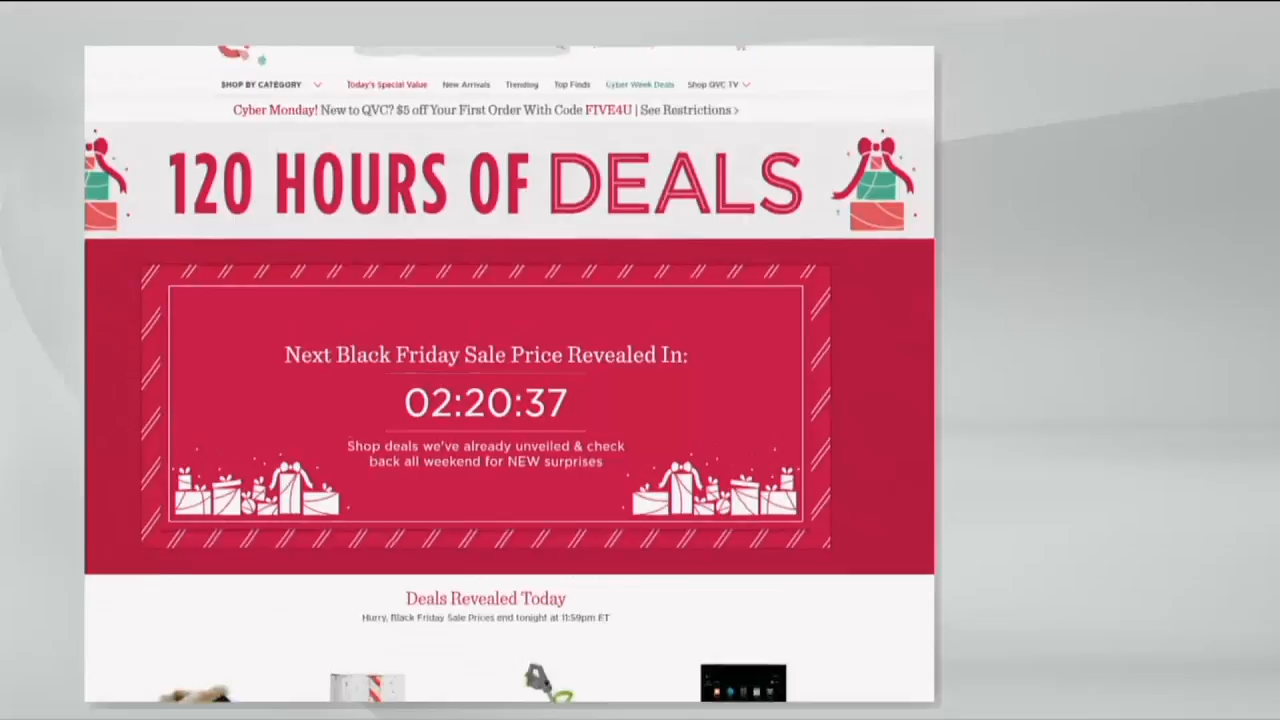 SHOP BY CATEGORY Today's Special Value New Arrivals Trending Top Finds Cyber Week Deals Shop QVC TV
Cyber Monday! New to QVC? $5 off Your First Order With Code FIVE4U | See Restrictions >
120 HOURS OF DEALS
Next Black Friday Sale Price Revealed In:
02:20:37
Shop deals we've already unveiled & check
back all weekend for NEW surprises
Deals Revealed Today
Hurry, Black Friday Sale Prices end tonight at 11:59pm ET